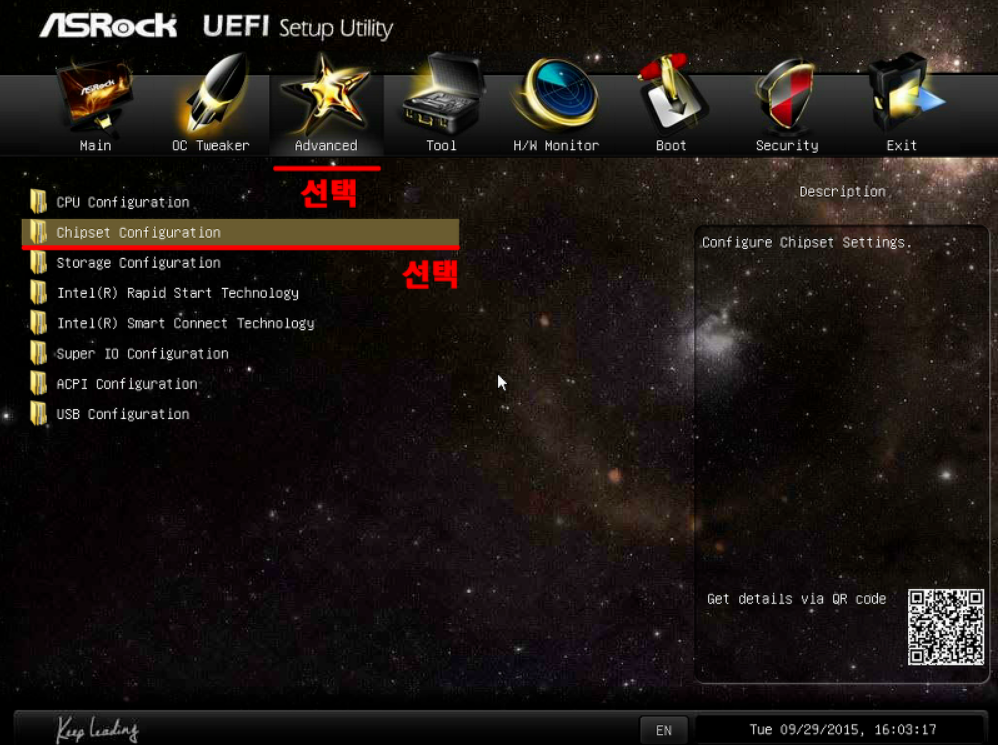 ASRock UEFI Setup Utility
Main OC Tweaker Advanced Tool H/W Monitor Boot Security Exit
선택
CPU Configuration
Chipset Configuration
선택
Storage Configuration
Intel(R) Rapid Start Technology
Intel(R) Smart Connect Technology
Super IO Configuration
ACPI Configuration
USB Configuration
Description
Configure Chipset Settings.
Get details via QR code
Keep Leading
EN
Tue 09/29/2015, 16:03:17